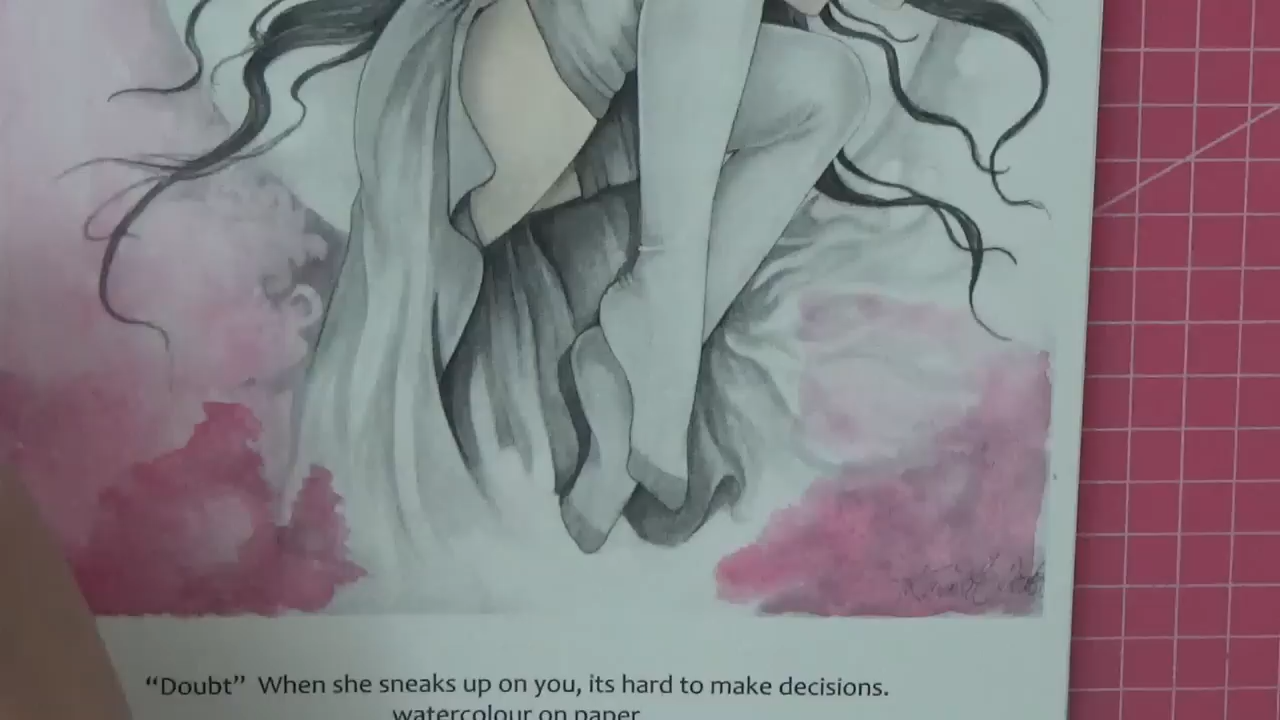 “Doubt” When she sneaks up on you, its hard to make decisions.
watercolour on paper